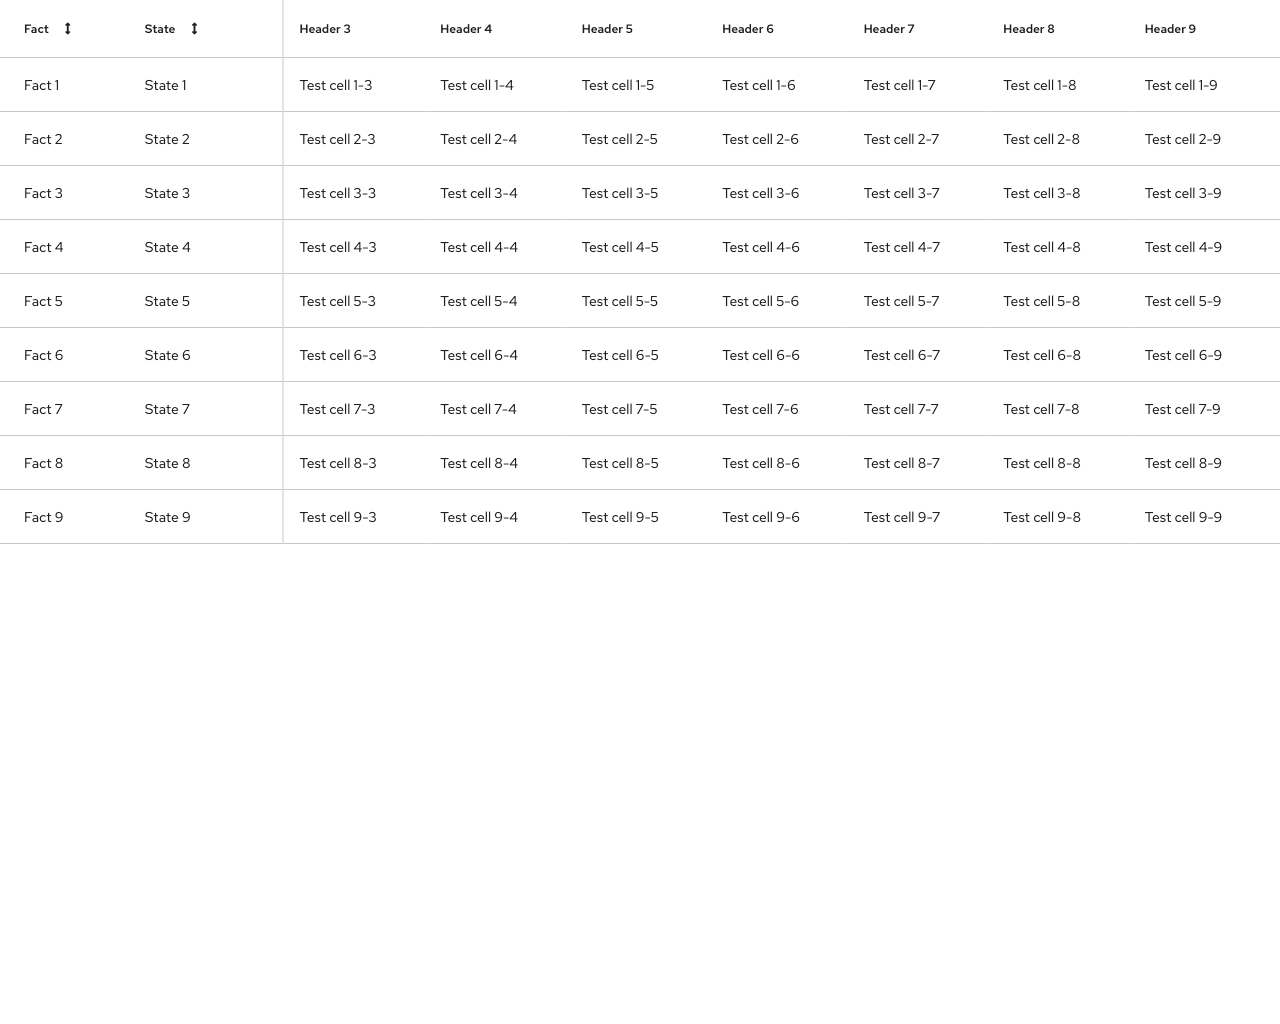 Fact State Header 3 Header 4 Header 5 Header 6 Header 7 Header 8 Header 9
Fact 1 State 1 Test cell 1-3 Test cell 1-4 Test cell 1-5 Test cell 1-6 Test cell 1-7 Test cell 1-8 Test cell 1-9
Fact 2 State 2 Test cell 2-3 Test cell 2-4 Test cell 2-5 Test cell 2-6 Test cell 2-7 Test cell 2-8 Test cell 2-9
Fact 3 State 3 Test cell 3-3 Test cell 3-4 Test cell 3-5 Test cell 3-6 Test cell 3-7 Test cell 3-8 Test cell 3-9
Fact 4 State 4 Test cell 4-3 Test cell 4-4 Test cell 4-5 Test cell 4-6 Test cell 4-7 Test cell 4-8 Test cell 4-9
Fact 5 State 5 Test cell 5-3 Test cell 5-4 Test cell 5-5 Test cell 5-6 Test cell 5-7 Test cell 5-8 Test cell 5-9
Fact 6 State 6 Test cell 6-3 Test cell 6-4 Test cell 6-5 Test cell 6-6 Test cell 6-7 Test cell 6-8 Test cell 6-9
Fact 7 State 7 Test cell 7-3 Test cell 7-4 Test cell 7-5 Test cell 7-6 Test cell 7-7 Test cell 7-8 Test cell 7-9
Fact 8 State 8 Test cell 8-3 Test cell 8-4 Test cell 8-5 Test cell 8-6 Test cell 8-7 Test cell 8-8 Test cell 8-9
Fact 9 State 9 Test cell 9-3 Test cell 9-4 Test cell 9-5 Test cell 9-6 Test cell 9-7 Test cell 9-8 Test cell 9-9